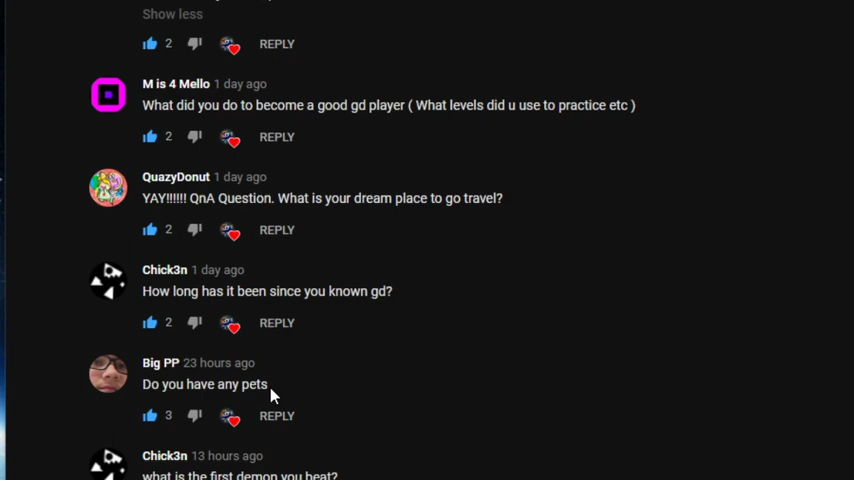 Show less
2 REPLY
M is 4 Mello 1 day ago
What did you do to become a good gd player ( What levels did u use to practice etc )
2 REPLY
QuazyDonut 1 day ago
YAY!!!!!! QnA Question. What is your dream place to go travel?
2 REPLY
Chick3n 1 day ago
How long has it been since you known gd?
2 REPLY
Big PP 23 hours ago
Do you have any pets
3 REPLY
Chick3n 13 hours ago
what is the first demon you beat?